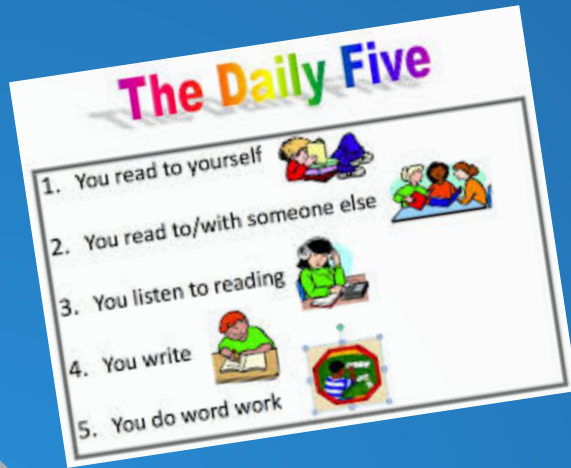 The Daily Five
1. You read to yourself
2. You read to/with someone else
3. You listen to reading
4. You write
5. You do word work